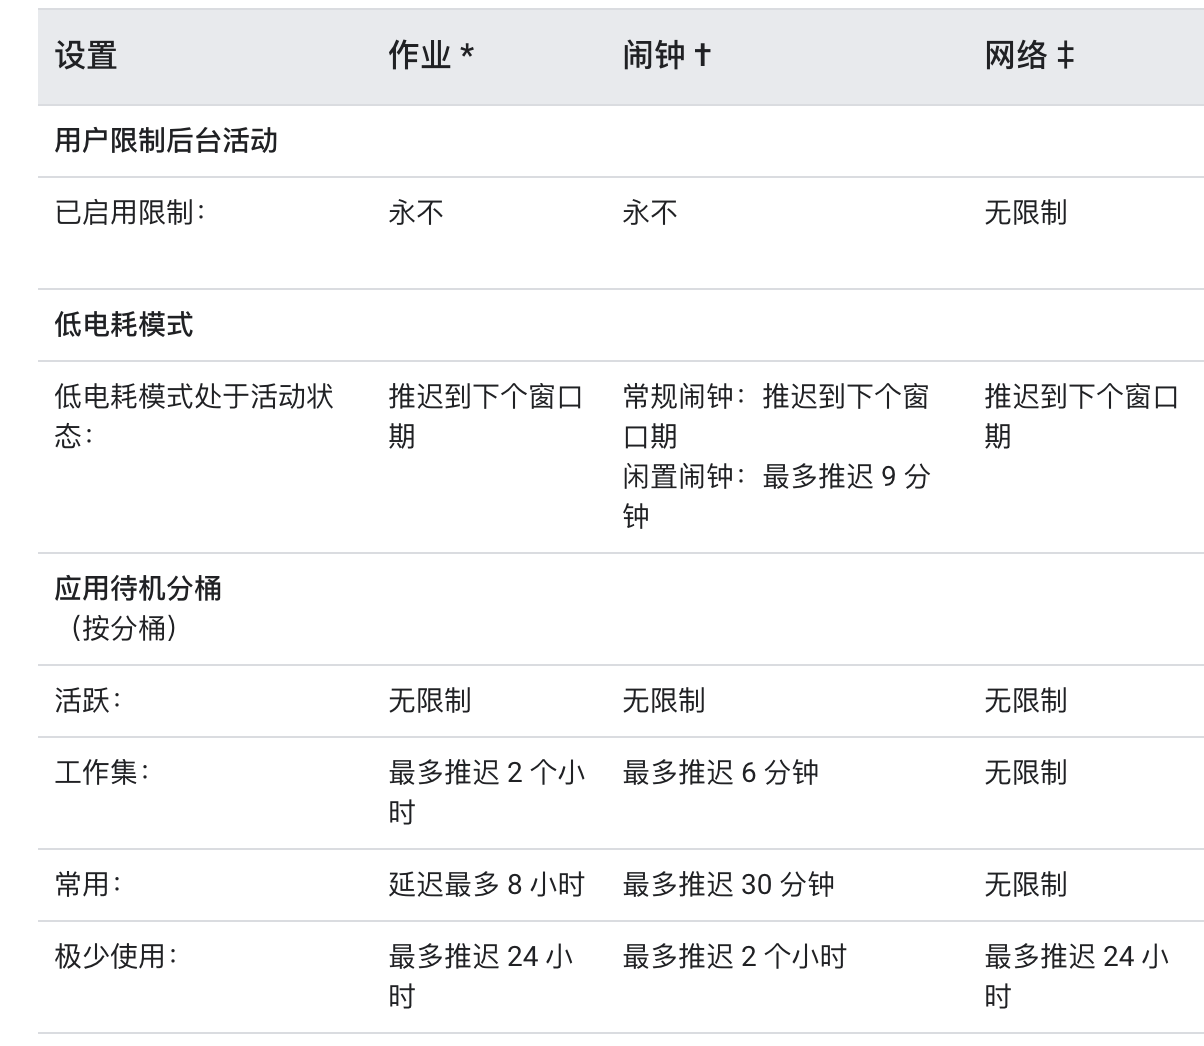 设置 作业 * 闹钟 † 网络 ‡
用户限制后台活动
已启用限制： 永不 永不 无限制
低电耗模式
低电耗模式处于活动状 推迟到下个窗口 常规闹钟：推迟到下个窗 推迟到下个窗口
态： 期 口期 期
闲置闹钟：最多推迟 9 分
钟
应用待机分桶
（按分桶）
活跃： 无限制 无限制 无限制
工作集： 最多推迟 2 个小 最多推迟 6 分钟 无限制
时
常用： 延迟最多 8 小时 最多推迟 30 分钟 无限制
极少使用： 最多推迟 24 小 最多推迟 2 个小时 最多推迟 24 小
时 时